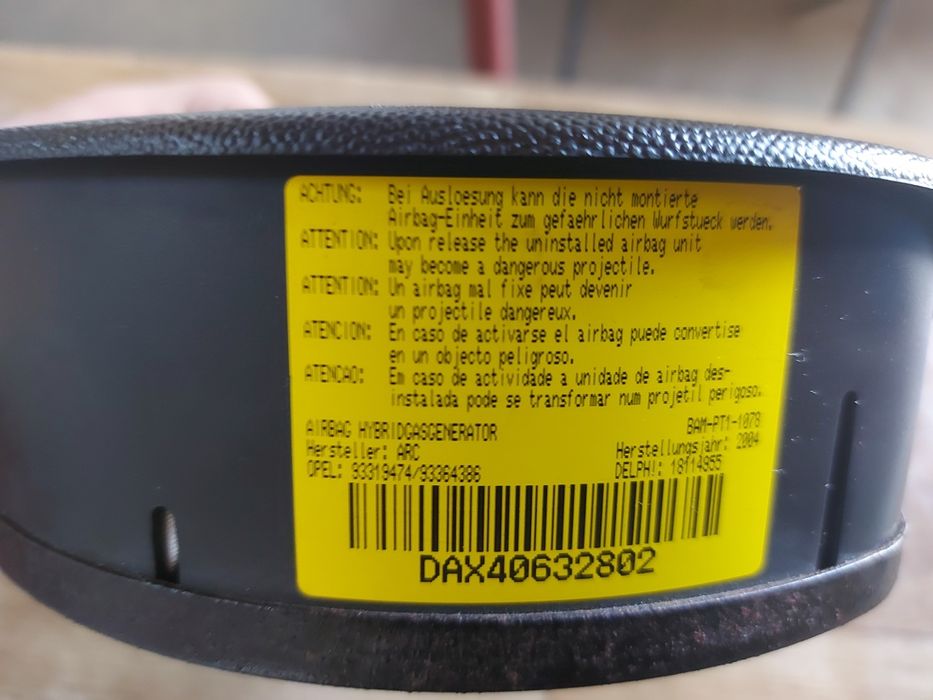 ACHTUNG: Bei Ausloesung kann die nicht montierte
Airbag-Einheit zum gefaehrlichen Wurfstueck werden.
ATTENTION: Upon release the uninstalled airbag unit
may become a dangerous projectile.
ATTENTION: Un airbag mal fixe peut devenir
un projectile dangereux.
ATENCION: En caso de activarse el airbag puede convertise
en un objecto peligroso.
ATENCAO: Em caso de actividade a unidade de airbag des-
instalada pode se transformar num projetil perigoso.
BAM-PT1-1078
AIRBAG HYBRIDGASGENERATOR
Hersteller: ARC Herstellungsjahr: 2004
OPEL: 93319474/93364386 DELPHI: 18114955
DAX40632802